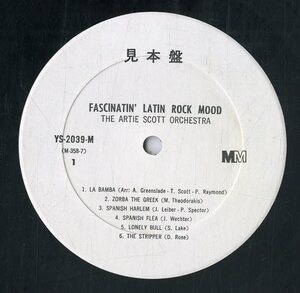 見本盤
FASCINATIN' LATIN ROCK MOOD
THE ARTIE SCOTT ORCHESTRA
YS-2039-M
(M-358-7)
1
MM
1. LA BAMBA (Arr: A. Greenslade - T. Scott - P. Raymond)
2. ZORBA THE GREEK (M. Theodorakis)
3. SPANISH HARLEM (J. Leiber - P. Spector)
4. SPANISH FLEA (J. Wechter)
5. LONELY BULL (S. Lake)
6. THE STRIPPER (D. Rose)